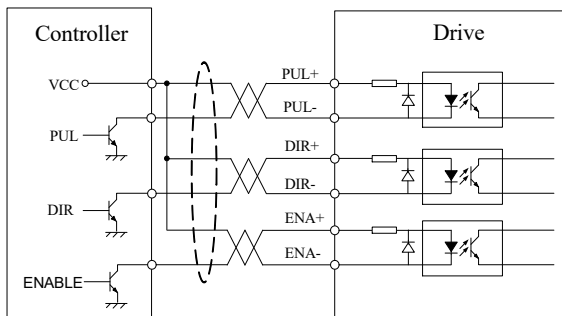 Controller
Drive
VCC
PUL+
PUL
PUL-
DIR+
DIR
DIR-
ENA+
ENABLE
ENA-